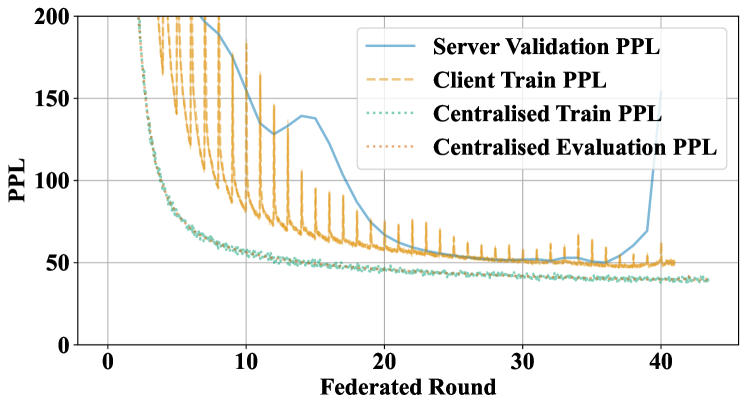 200
150
100
50
0
PPL
Server Validation PPL
Client Train PPL
Centralised Train PPL
Centralised Evaluation PPL
0 10 20 30 40
Federated Round